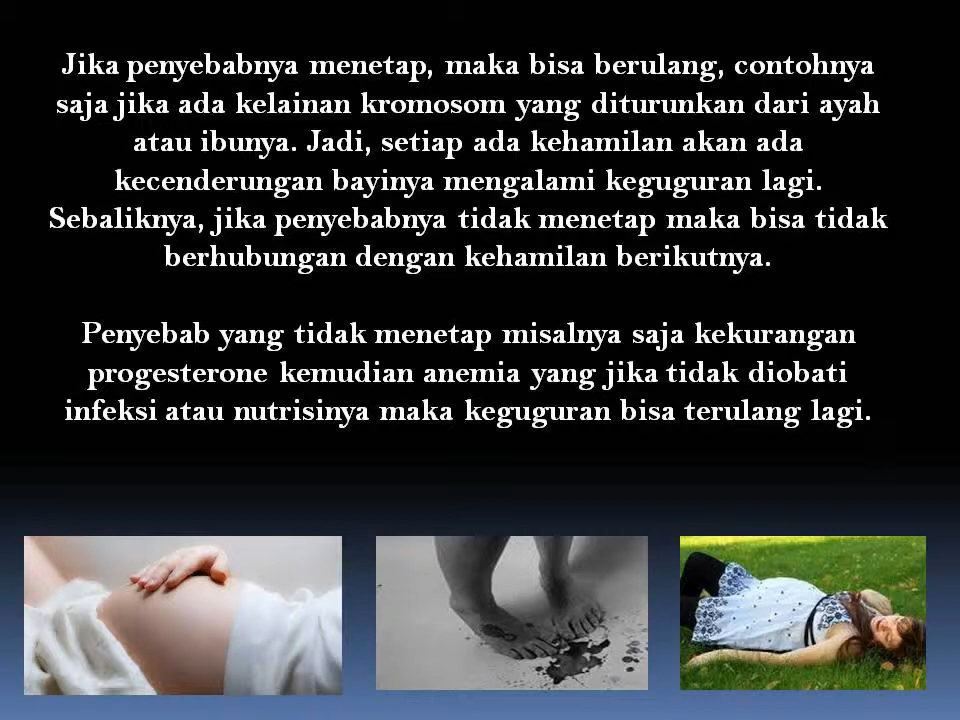 Jika penyebabnya menetap, maka bisa berulang, contohnya
saja jika ada kelainan kromosom yang diturunkan dari ayah
atau ibunya. Jadi, setiap ada kehamilan akan ada
kecenderungan bayinya mengalami keguguran lagi.
Sebaliknya, jika penyebabnya tidak menetap maka bisa tidak
berhubungan dengan kehamilan berikutnya.
Penyebab yang tidak menetap misalnya saja kekurangan
progesterone kemudian anemia yang jika tidak diobati
infeksi atau nutrisinya maka keguguran bisa terulang lagi.